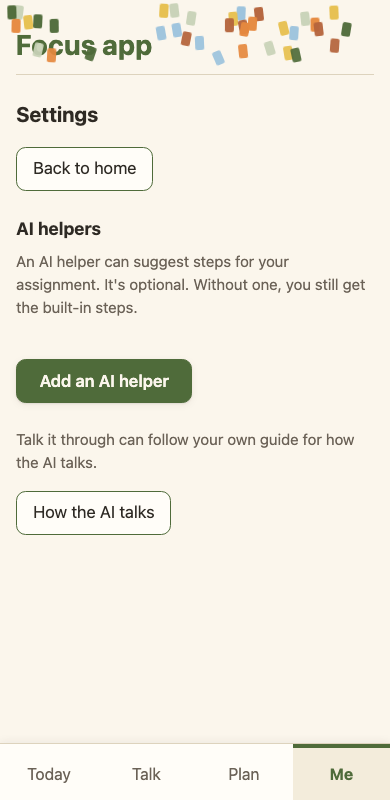 Focus app
Settings
Back to home
AI helpers
An AI helper can suggest steps for your
assignment. It's optional. Without one, you still get
the built-in steps.
Add an AI helper
Talk it through can follow your own guide for how
the AI talks.
How the AI talks
Today
Talk
Plan
Me